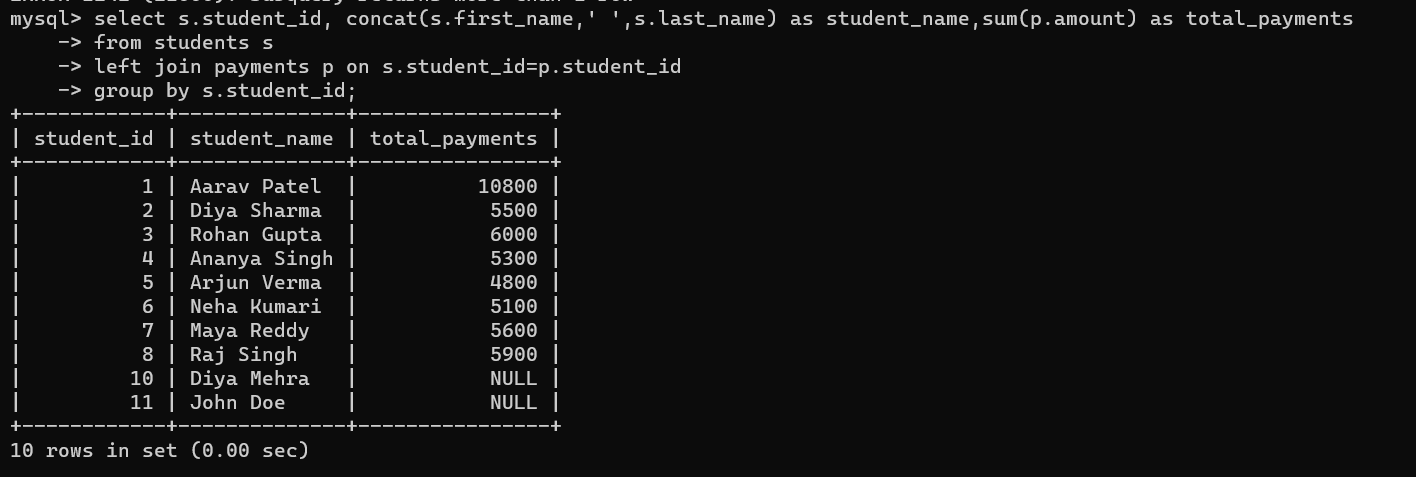 mysql> select s.student_id, concat(s.first_name,' ',s.last_name) as student_name,sum(p.amount) as total_payments
    -> from students s
    -> left join payments p on s.student_id=p.student_id
    -> group by s.student_id;
+------------+--------------+----------------+
| student_id | student_name | total_payments |
+------------+--------------+----------------+
|          1 | Aarav Patel  |          10800 |
|          2 | Diya Sharma  |           5500 |
|          3 | Rohan Gupta  |           6000 |
|          4 | Ananya Singh |           5300 |
|          5 | Arjun Verma  |           4800 |
|          6 | Neha Kumari  |           5100 |
|          7 | Maya Reddy   |           5600 |
|          8 | Raj Singh    |           5900 |
|         10 | Diya Mehra   |           NULL |
|         11 | John Doe     |           NULL |
+------------+--------------+----------------+
10 rows in set (0.00 sec)